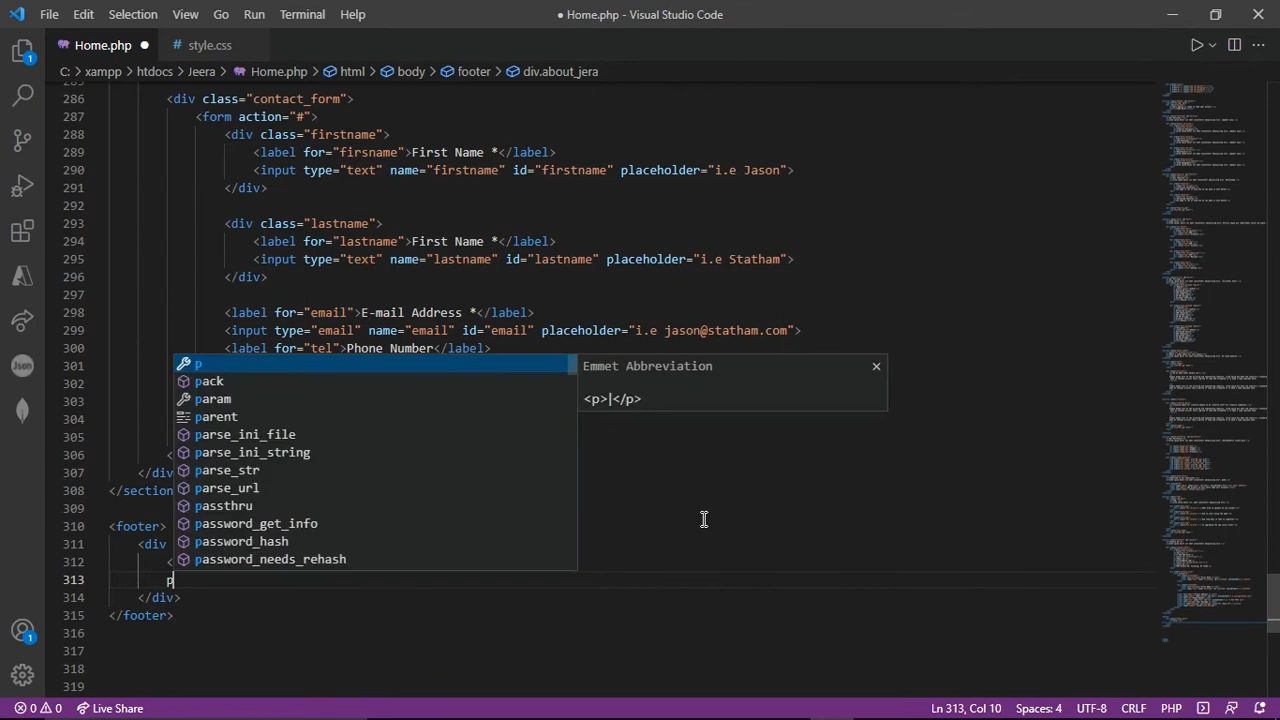 File Edit Selection View Go Run Terminal Help
● Home.php - Visual Studio Code
Home.php ● style.css
C: > xampp > htdocs > Jeera > Home.php > html > body > footer > div.about_jera
285
286 <div class="contact_form">
287 <form action="#">
288 <div class="firstname">
289 <label for="firsname">First Name *</label>
290 <input type="text" name="firstname" id="firstname" placeholder="i.e Jason">
291 </div>
292
293 <div class="lastname">
294 <label for="lastname">First Name *</label>
295 <input type="text" name="lastname" id="lastname" placeholder="i.e Statham">
296 </div>
297
298 <label for="email">Email Address *</label>
299 <input type="email" name="email" id="mail" placeholder="i.e. jason@statham.com">
300 <label for="tel">Phone Number</label>
301 p
302 pack
303 param
304 parent
305 parse_ini_file
306 parse_ini_string
307 </div parse_str
308 </section parse_url
309 passthru
310 <footer> password_get_info
311 <div password_hash
312 < password_needs_rehash
Emmet Abbreviation
<p>|</p>
313 p
314 </div>
315 </footer>
316
317
318
319
1
1
Json
0 0 Live Share
Ln 313, Col 10 Spaces: 4 UTF-8 CRLF PHP